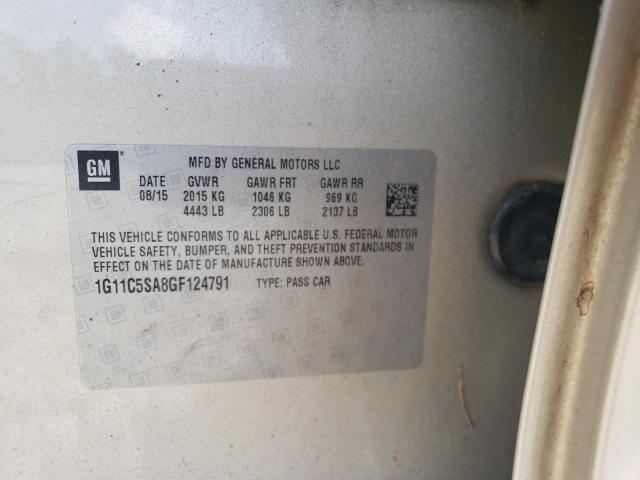 GM
MFD BY GENERAL MOTORS LLC
DATE GVWR GAWR FRT GAWR RR
08/15 2015 KG 1046 KG 969 KG
4443 LB 2306 LB 2137 LB
THIS VEHICLE CONFORMS TO ALL APPLICABLE U.S. FEDERAL MOTOR
VEHICLE SAFETY, BUMPER, AND THEFT PREVENTION STANDARDS IN
EFFECT ON THE DATE OF MANUFACTURE SHOWN ABOVE.
1G11C5SA8GF124791 TYPE: PASS CAR